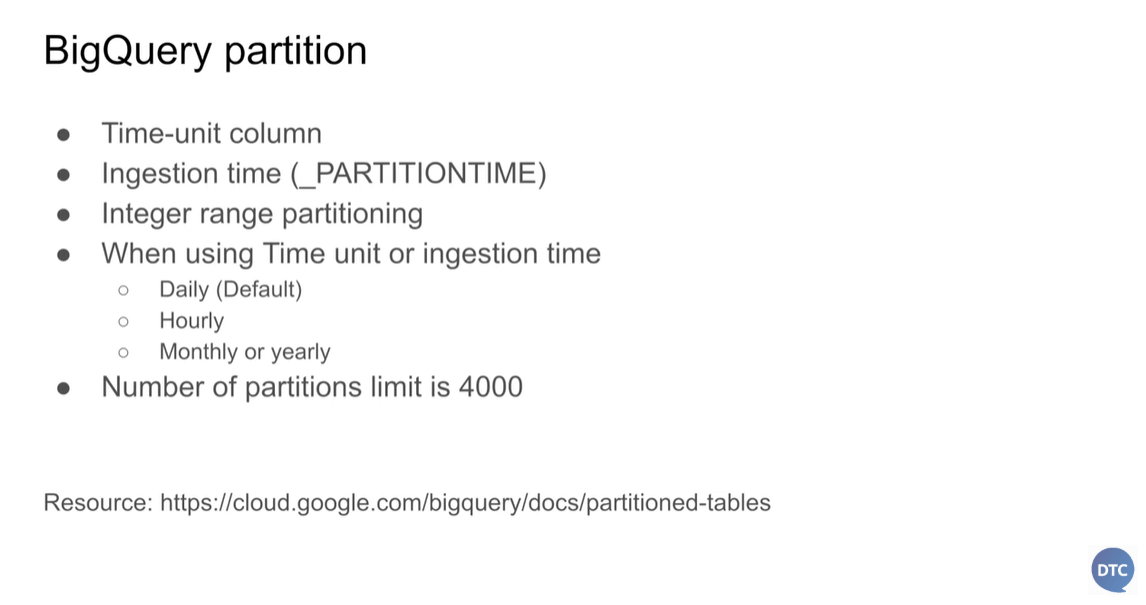 BigQuery partition
● Time-unit column
● Ingestion time (_PARTITIONTIME)
● Integer range partitioning
● When using Time unit or ingestion time
○ Daily (Default)
○ Hourly
○ Monthly or yearly
● Number of partitions limit is 4000
Resource: https://cloud.google.com/bigquery/docs/partitioned-tables
DTC